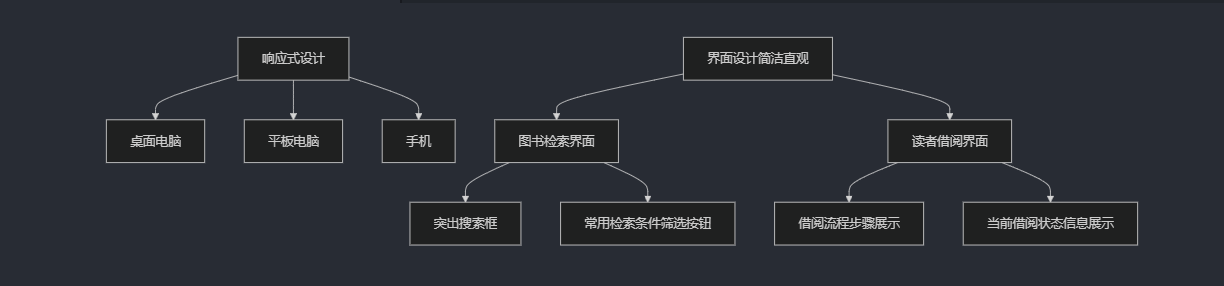 响应式设计
界面设计简洁直观
桌面电脑
平板电脑
手机
图书检索界面
读者借阅界面
突出搜索框
常用检索条件筛选按钮
借阅流程步骤展示
当前借阅状态信息展示